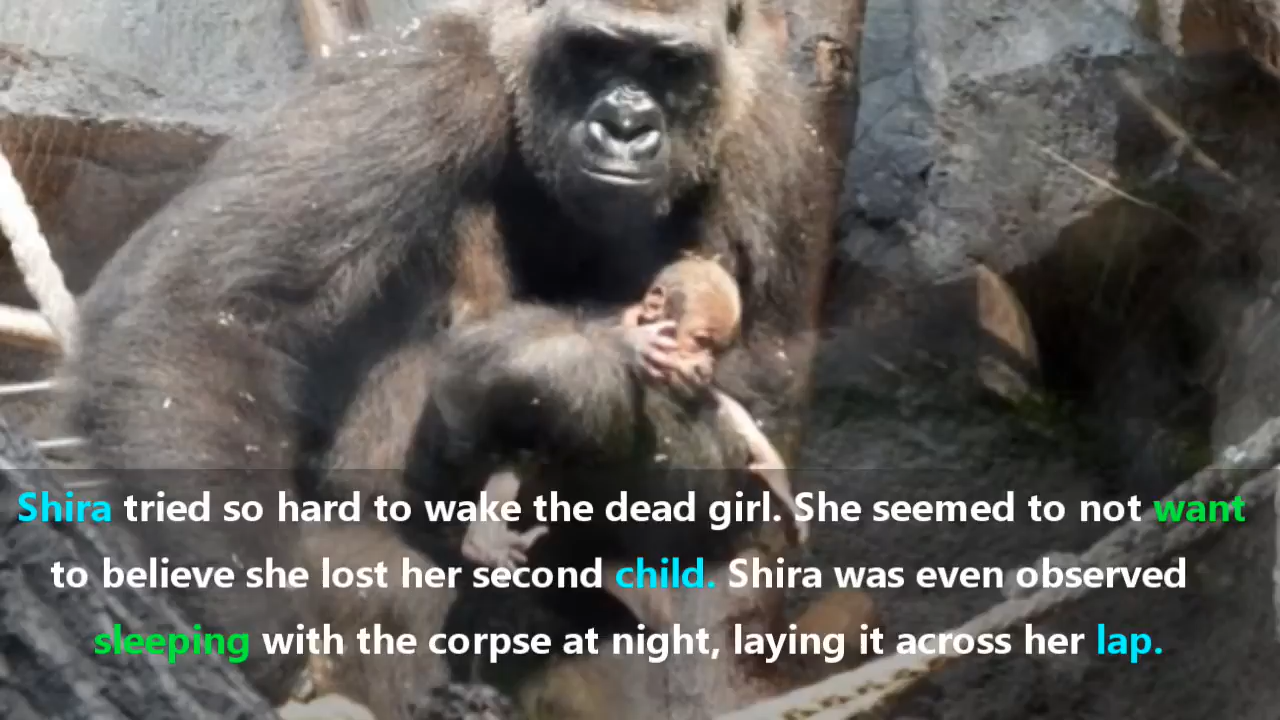 Shira tried so hard to wake the dead girl. She seemed to not want
to believe she lost her second child. Shira was even observed
sleeping with the corpse at night, laying it across her lap.